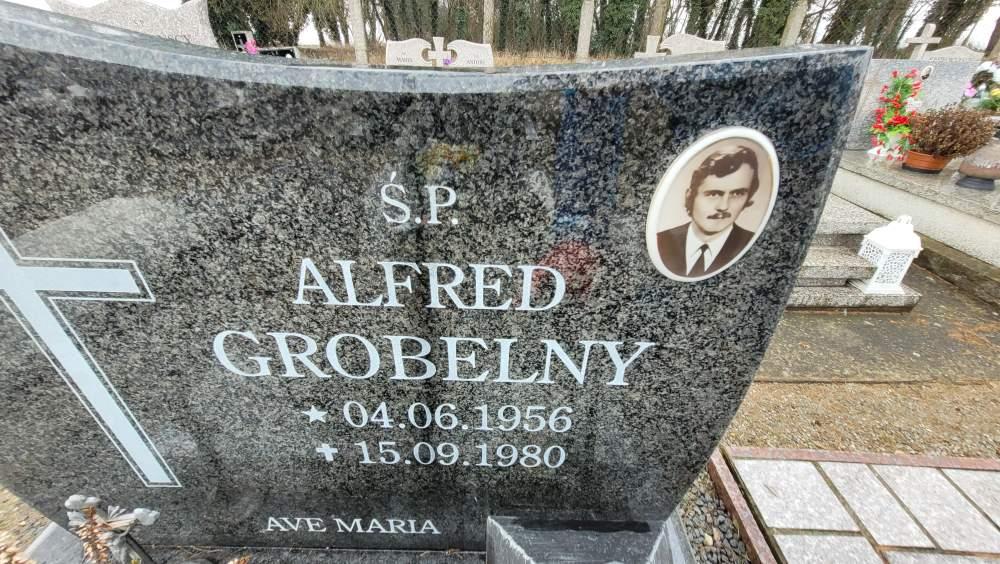 Ś.P.
ALFRED
GROBELNY
★ 04.06.1956
✝ 15.09.1980
AVE MARIA